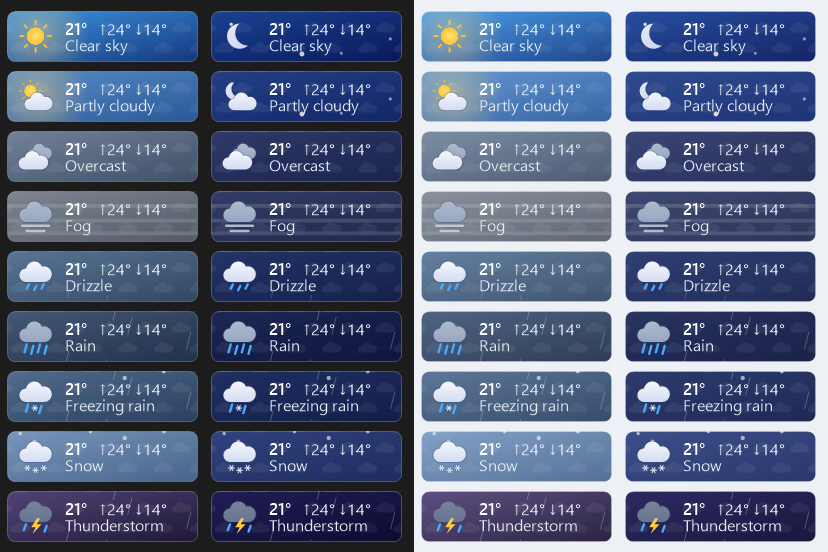 21° ↑24° ↓14°
Clear sky
21° ↑24° ↓14°
Clear sky
21° ↑24° ↓14°
Clear sky
21° ↑24° ↓14°
Clear sky
21° ↑24° ↓14°
Partly cloudy
21° ↑24° ↓14°
Partly cloudy
21° ↑24° ↓14°
Partly cloudy
21° ↑24° ↓14°
Partly cloudy
21° ↑24° ↓14°
Overcast
21° ↑24° ↓14°
Overcast
21° ↑24° ↓14°
Overcast
21° ↑24° ↓14°
Overcast
21° ↑24° ↓14°
Fog
21° ↑24° ↓14°
Fog
21° ↑24° ↓14°
Fog
21° ↑24° ↓14°
Fog
21° ↑24° ↓14°
Drizzle
21° ↑24° ↓14°
Drizzle
21° ↑24° ↓14°
Drizzle
21° ↑24° ↓14°
Drizzle
21° ↑24° ↓14°
Rain
21° ↑24° ↓14°
Rain
21° ↑24° ↓14°
Rain
21° ↑24° ↓14°
Rain
21° ↑24° ↓14°
Freezing rain
21° ↑24° ↓14°
Freezing rain
21° ↑24° ↓14°
Freezing rain
21° ↑24° ↓14°
Freezing rain
21° ↑24° ↓14°
Snow
21° ↑24° ↓14°
Snow
21° ↑24° ↓14°
Snow
21° ↑24° ↓14°
Snow
21° ↑24° ↓14°
Thunderstorm
21° ↑24° ↓14°
Thunderstorm
21° ↑24° ↓14°
Thunderstorm
21° ↑24° ↓14°
Thunderstorm